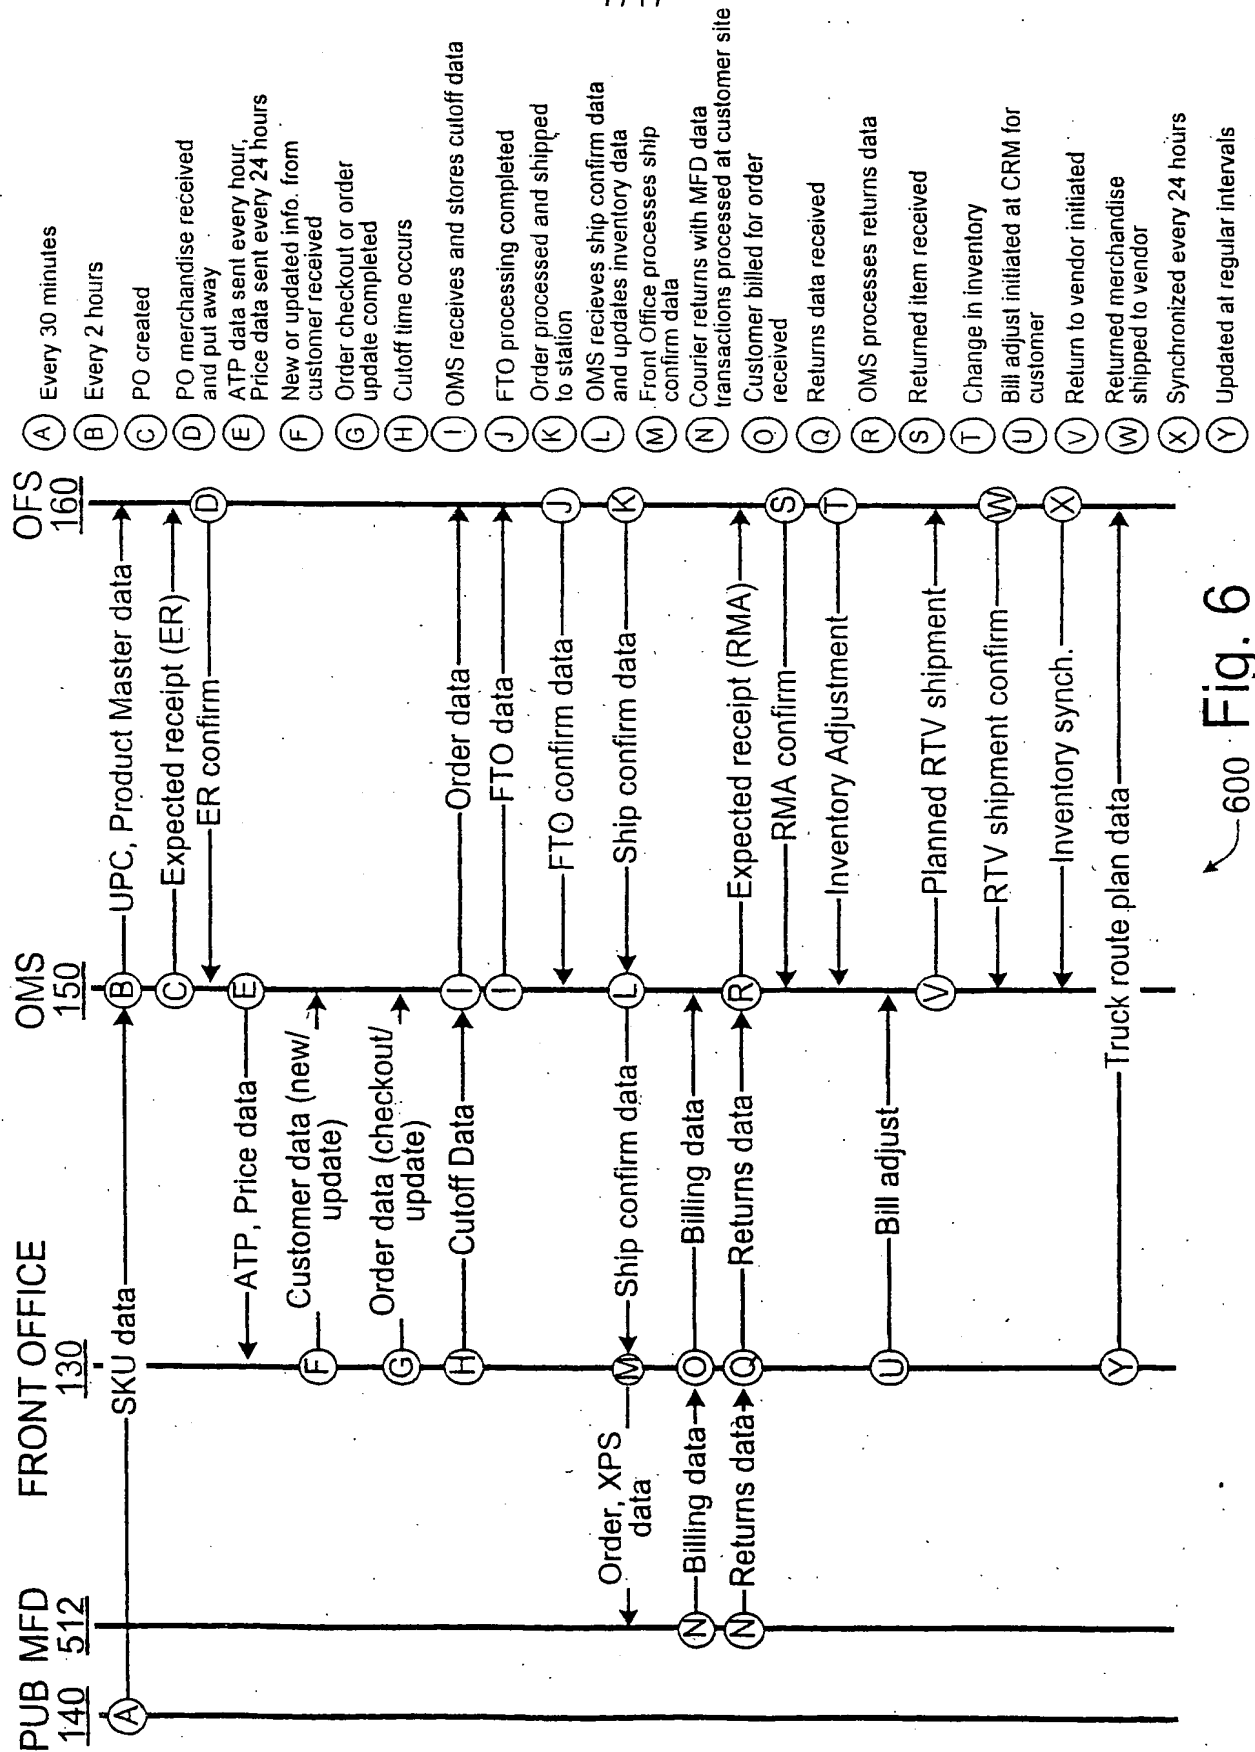 PUB
140
MFD
512
FRONT OFFICE
130
OMS
150
OFS
160
A
SKU data
B
UPC, Product Master data
C
Expected receipt (ER)
ER confirm
D
ATP, Price data
E
F
Customer data (new/
update)
G
Order data (checkout/
update)
H
Cutoff Data
I
Order data
I
FTO data
FTO confirm data
J
Order, XPS
data
M
Ship confirm data
L
Ship confirm data
K
N
Billing data
O
Billing data
N
Returns data
Q
Returns data
R
Expected receipt (RMA)
RMA confirm
S
Inventory Adjustment
T
U
Bill adjust
V
Planned RTV shipment
RTV shipment confirm
W
Inventory synch.
X
Y
Truck route plan data
A Every 30 minutes
B Every 2 hours
C PO created
D PO merchandise received
and put away
E ATP data sent every hour,
Price data sent every 24 hours
F New or updated info. from
customer received
G Order checkout or order
update completed
H Cutoff time occurs
I OMS receives and stores cutoff data
J FTO processing completed
K Order processed and shipped
to station
L OMS recieves ship confirm data
and updates inventory data
M Front Office processes ship
confirm data
N Courier returns with MFD data
transactions processed at customer site
O Customer billed for order
received
Q Returns data received
R OMS processes returns data
S Returned item received
T Change in inventory
U Bill adjust initiated at CRM for
customer
V Return to vendor initiated
W Returned merchandise
shipped to vendor
X Synchronized every 24 hours
Y Updated at regular intervals
600
Fig. 6